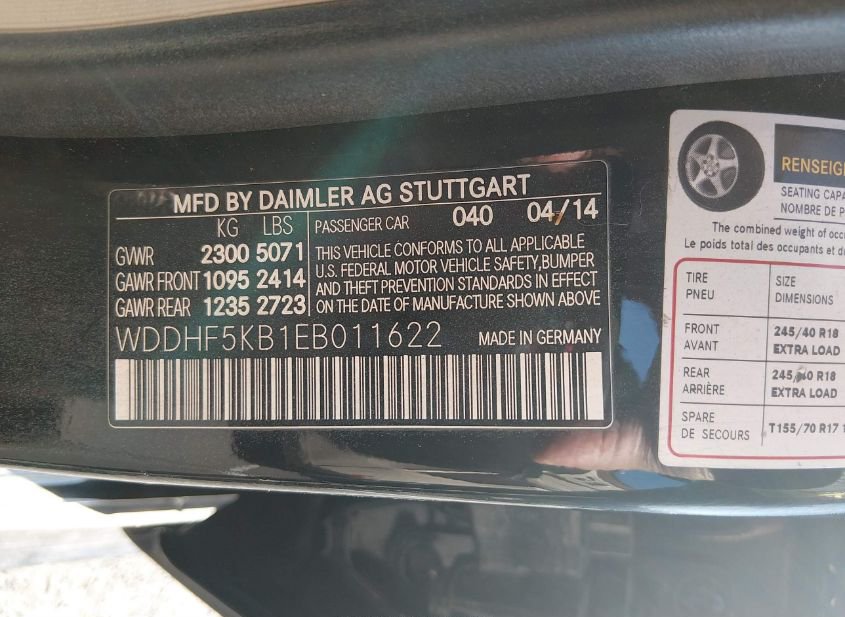 MFD BY DAIMLER AG STUTTGART
KG LBS
GVWR 2300 5071
GAWR FRONT 1095 2414
GAWR REAR 1235 2723
PASSENGER CAR 040 04/14
THIS VEHICLE CONFORMS TO ALL APPLICABLE
U.S. FEDERAL MOTOR VEHICLE SAFETY, BUMPER
AND THEFT PREVENTION STANDARDS IN EFFECT
ON THE DATE OF MANUFACTURE SHOWN ABOVE
WDDHF5KB1EB011622 MADE IN GERMANY
RENSEIG
SEATING CAPA
NOMBRE DE P
The combined weight of occ
Le poids total des occupants et d
TIRE SIZE
PNEU DIMENSIONS
FRONT 245/40 R18
AVANT EXTRA LOAD
REAR 245/40 R18
ARRIÈRE EXTRA LOAD
SPARE T155/70 R17 1
DE SECOURS